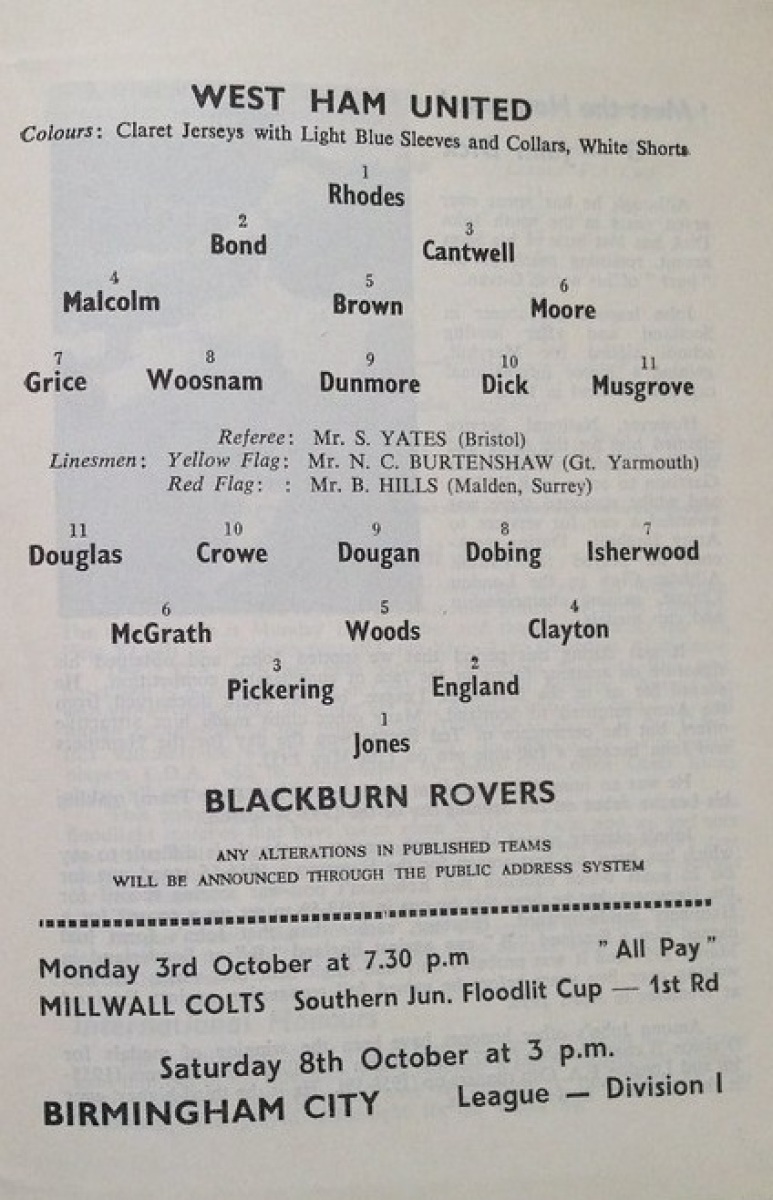 WEST HAM UNITED
Colours: Claret Jerseys with Light Blue Sleeves and Collars, White Shorts
1
Rhodes
2 3
Bond Cantwell
4 5 6
Malcolm Brown Moore
7 8 9 10 11
Grice Woosnam Dunmore Dick Musgrove
Referee: Mr. S. YATES (Bristol)
Linesmen: Yellow Flag: Mr. N. C. BURTENSHAW (Gt. Yarmouth)
Red Flag: : Mr. B. HILLS (Malden, Surrey)
11 10 9 8 7
Douglas Crowe Dougan Dobing Isherwood
6 5 4
McGrath Woods Clayton
3 2
Pickering England
1
Jones
BLACKBURN ROVERS
ANY ALTERATIONS IN PUBLISHED TEAMS
WILL BE ANNOUNCED THROUGH THE PUBLIC ADDRESS SYSTEM
Monday 3rd October at 7.30 p.m "All Pay"
MILLWALL COLTS Southern Jun. Floodlit Cup — 1st Rd
Saturday 8th October at 3 p.m.
BIRMINGHAM CITY League — Division I